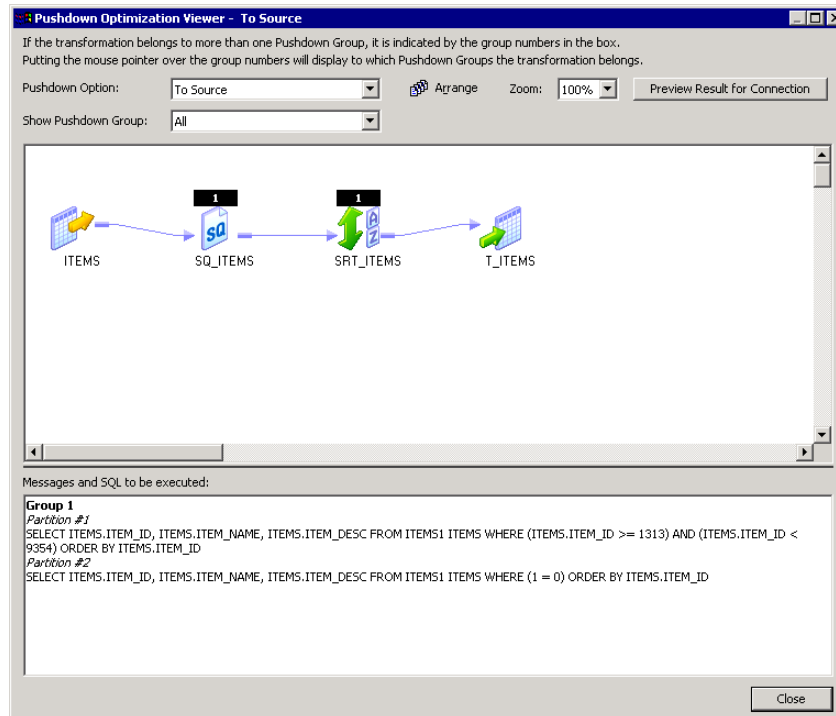 Pushdown Optimization Viewer - To Source
If the transformation belongs to more than one Pushdown Group, it is indicated by the group numbers in the box.
Putting the mouse pointer over the group numbers will display to which Pushdown Groups the transformation belongs.
Pushdown Option: To Source Arrange Zoom: 100% Preview Result for Connection
Show Pushdown Group: All
1 1
SQ A Z
ITEMS SQ_ITEMS SRT_ITEMS T_ITEMS
Messages and SQL to be executed:
Group 1
Partition #1
SELECT ITEMS.ITEM_ID, ITEMS.ITEM_NAME, ITEMS.ITEM_DESC FROM ITEMS1 ITEMS WHERE (ITEMS.ITEM_ID >= 1313) AND (ITEMS.ITEM_ID <
9354) ORDER BY ITEMS.ITEM_ID
Partition #2
SELECT ITEMS.ITEM_ID, ITEMS.ITEM_NAME, ITEMS.ITEM_DESC FROM ITEMS1 ITEMS WHERE (1 = 0) ORDER BY ITEMS.ITEM_ID
Close